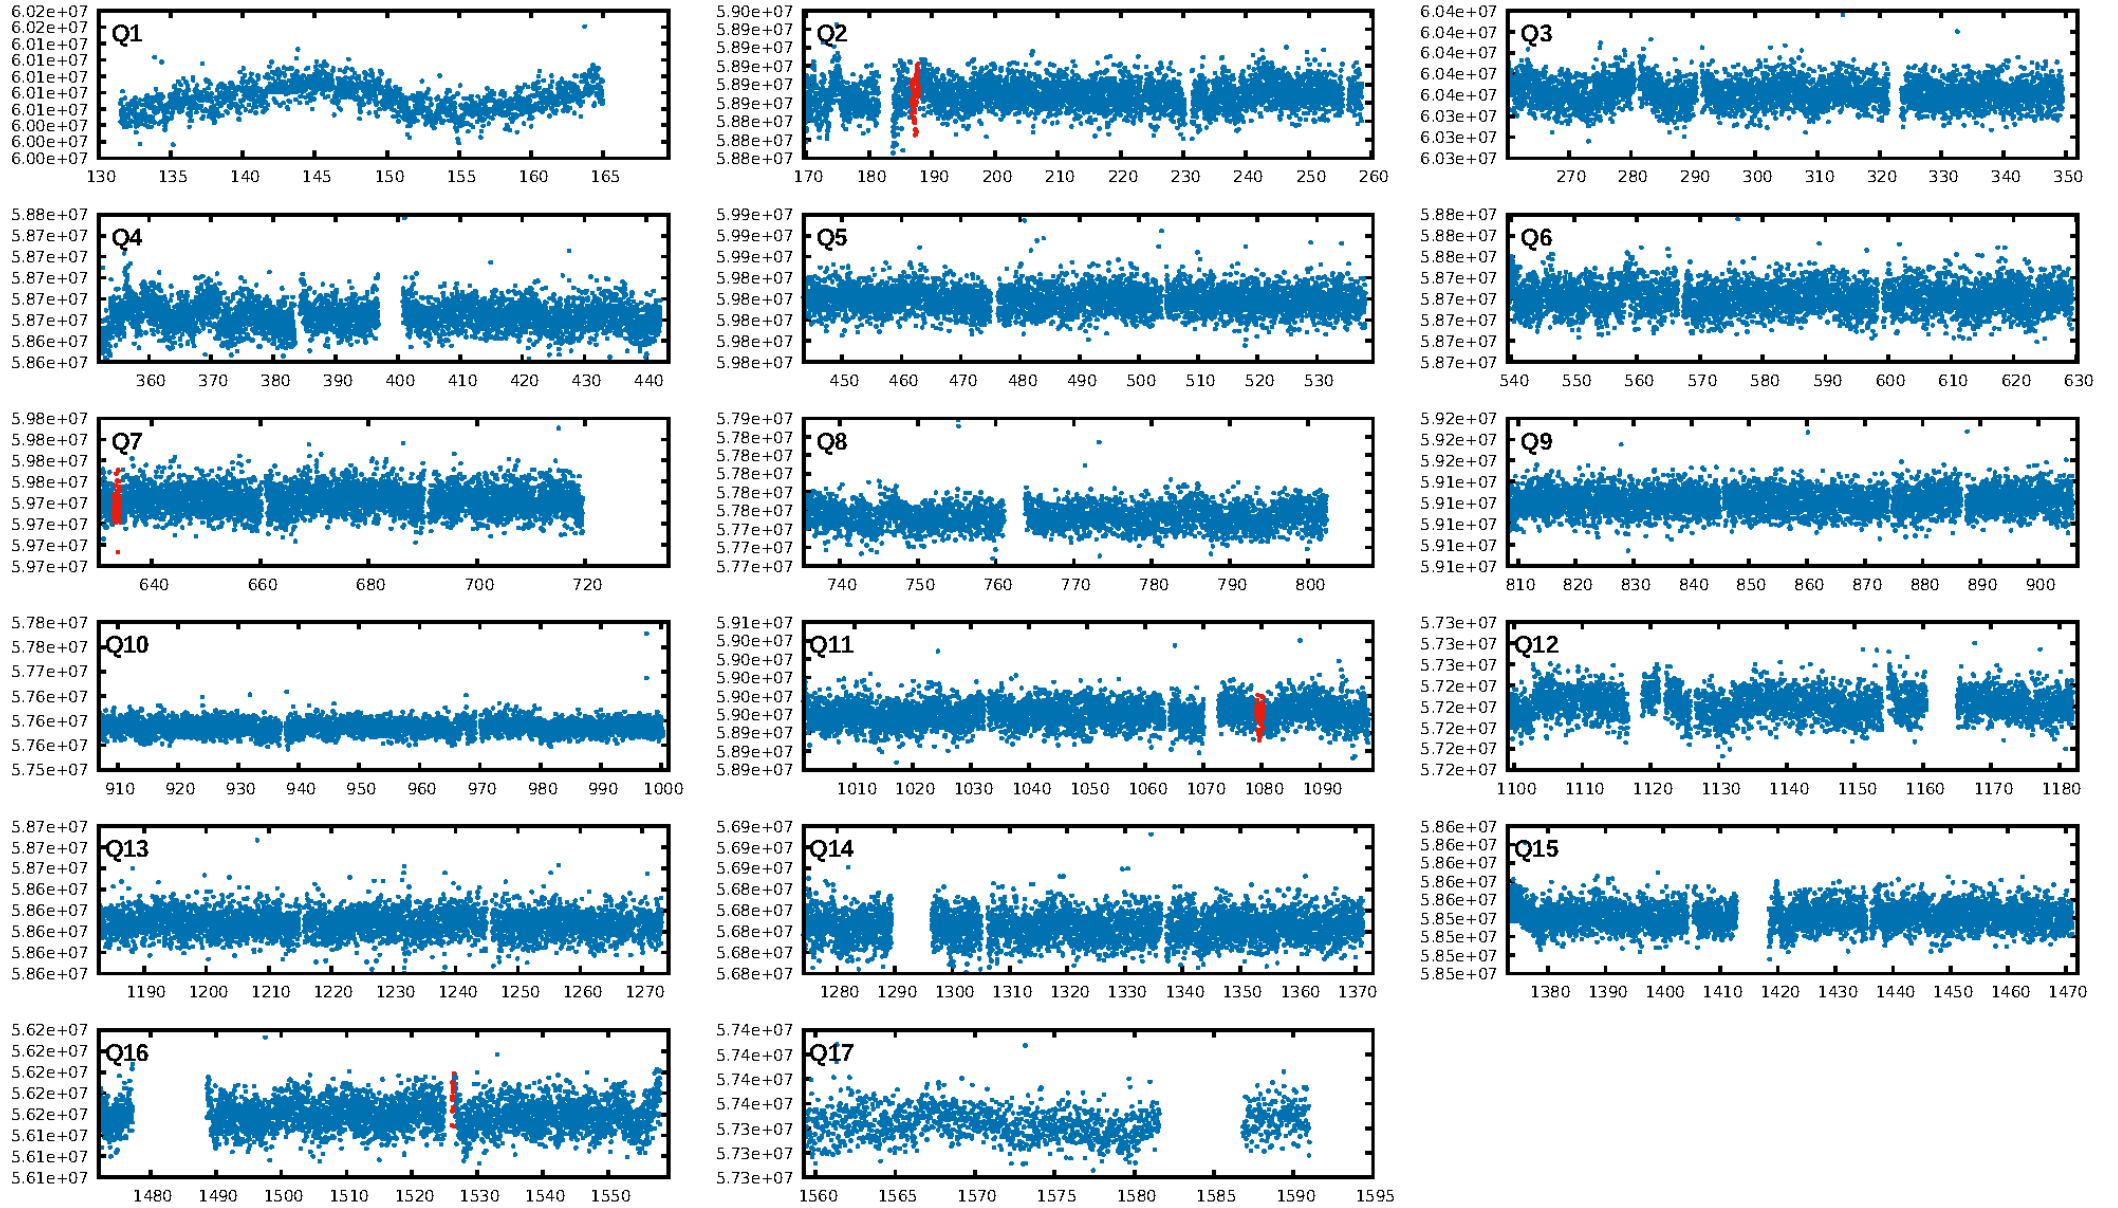 Q1
6.02e+07
6.02e+07
6.01e+07
6.01e+07
6.01e+07
6.01e+07
6.01e+07
6.00e+07
6.00e+07
6.00e+07
130 135 140 145 150 155 160 165
Q2
5.90e+07
5.89e+07
5.89e+07
5.89e+07
5.89e+07
5.89e+07
5.88e+07
5.88e+07
5.88e+07
170 180 190 200 210 220 230 240 250 260
Q3
6.04e+07
6.04e+07
6.04e+07
6.04e+07
6.04e+07
6.03e+07
6.03e+07
6.03e+07
270 280 290 300 310 320 330 340 350
Q4
5.88e+07
5.87e+07
5.87e+07
5.87e+07
5.87e+07
5.87e+07
5.86e+07
5.86e+07
360 370 380 390 400 410 420 430 440
Q5
5.99e+07
5.99e+07
5.99e+07
5.98e+07
5.98e+07
5.98e+07
5.98e+07
5.98e+07
450 460 470 480 490 500 510 520 530
Q6
5.88e+07
5.88e+07
5.88e+07
5.87e+07
5.87e+07
5.87e+07
5.87e+07
5.87e+07
540 550 560 570 580 590 600 610 620 630
Q7
5.98e+07
5.98e+07
5.98e+07
5.98e+07
5.97e+07
5.97e+07
5.97e+07
5.97e+07
640 660 680 700 720
Q8
5.79e+07
5.78e+07
5.78e+07
5.78e+07
5.78e+07
5.78e+07
5.77e+07
5.77e+07
5.77e+07
740 750 760 770 780 790 800
Q9
5.92e+07
5.92e+07
5.92e+07
5.91e+07
5.91e+07
5.91e+07
5.91e+07
5.91e+07
810 820 830 840 850 860 870 880 890 900
Q10
5.78e+07
5.78e+07
5.77e+07
5.76e+07
5.76e+07
5.76e+07
5.75e+07
910 920 930 940 950 960 970 980 990 1000
Q11
5.91e+07
5.90e+07
5.90e+07
5.90e+07
5.90e+07
5.90e+07
5.89e+07
5.89e+07
5.89e+07
1010 1020 1030 1040 1050 1060 1070 1080 1090
Q12
5.73e+07
5.73e+07
5.73e+07
5.72e+07
5.72e+07
5.72e+07
5.72e+07
5.72e+07
1100 1110 1120 1130 1140 1150 1160 1170 1180
Q13
5.87e+07
5.87e+07
5.87e+07
5.86e+07
5.86e+07
5.86e+07
5.86e+07
5.86e+07
1190 1200 1210 1220 1230 1240 1250 1260 1270
Q14
5.69e+07
5.69e+07
5.69e+07
5.68e+07
5.68e+07
5.68e+07
5.68e+07
5.68e+07
1280 1290 1300 1310 1320 1330 1340 1350 1360 1370
Q15
5.86e+07
5.86e+07
5.86e+07
5.86e+07
5.86e+07
5.85e+07
5.85e+07
5.85e+07
5.85e+07
1380 1390 1400 1410 1420 1430 1440 1450 1460 1470
Q16
5.62e+07
5.62e+07
5.62e+07
5.62e+07
5.62e+07
5.61e+07
5.61e+07
5.61e+07
1480 1490 1500 1510 1520 1530 1540 1550
Q17
5.74e+07
5.74e+07
5.74e+07
5.74e+07
5.73e+07
5.73e+07
5.73e+07
1560 1565 1570 1575 1580 1585 1590 1595